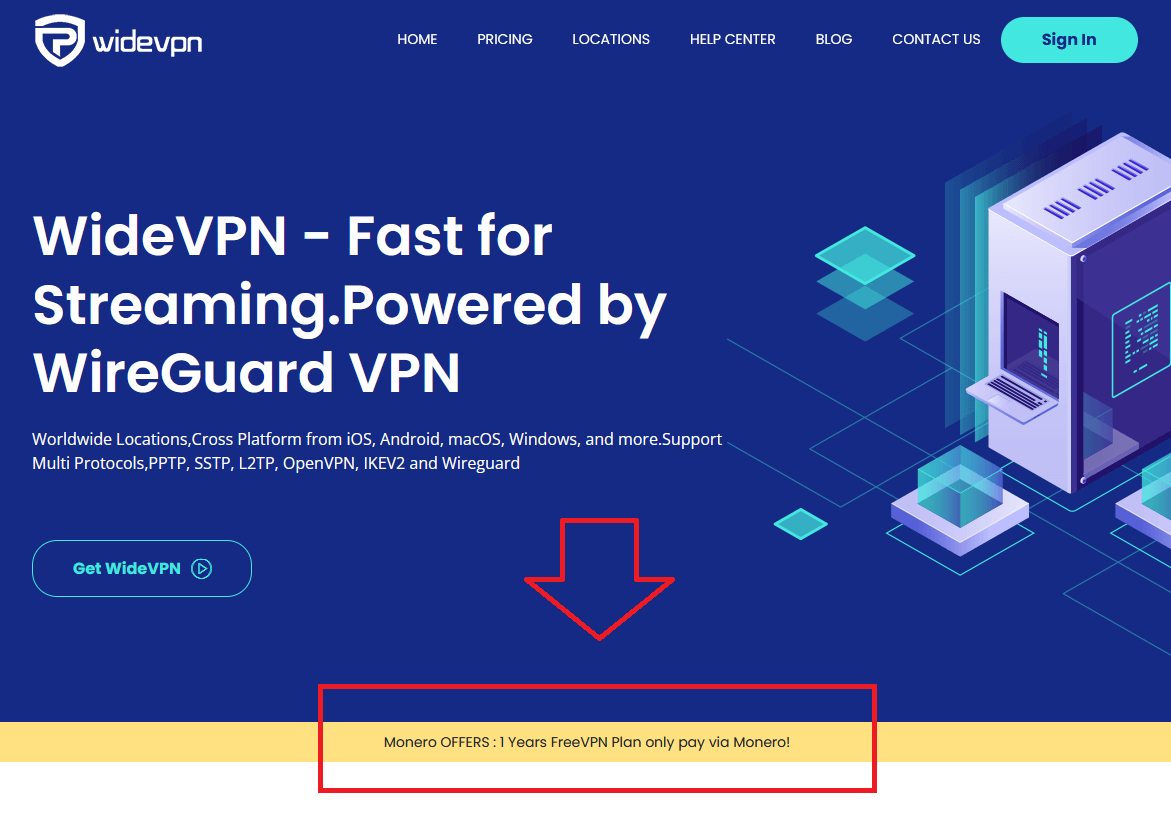 widevpn
HOME
PRICING
LOCATIONS
HELP CENTER
BLOG
CONTACT US
Sign In
WideVPN - Fast for
Streaming.Powered by
WireGuard VPN
Worldwide Locations,Cross Platform from iOS, Android, macOS, Windows, and more.Support
Multi Protocols,PPTP, SSTP, L2TP, OpenVPN, IKEV2 and Wireguard
Get WideVPN
Monero OFFERS : 1 Years FreeVPN Plan only pay via Monero!